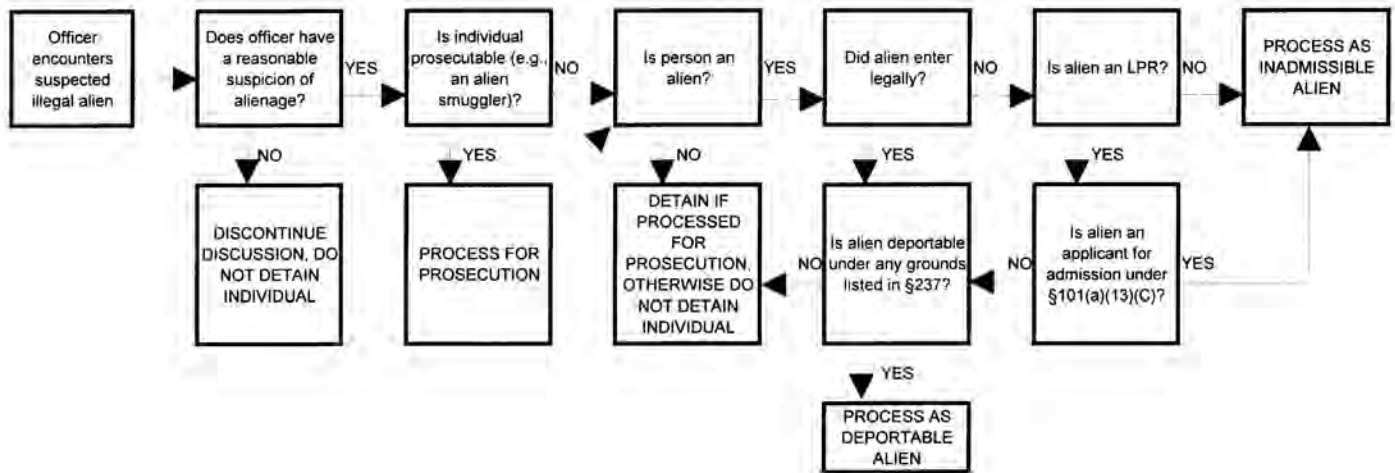 Officer
encounters
suspected
illegal alien
Does officer have
a reasonable
suspicion of
alienage?
YES
Is individual
prosecutable (e.g.,
an alien
smuggler)?
NO
Is person an
alien?
YES
Did alien enter
legally?
NO
Is alien an LPR?
NO
PROCESS AS
INADMISSIBLE
ALIEN
NO
YES
NO
YES
YES
DISCONTINUE
DISCUSSION, DO
NOT DETAIN
INDIVIDUAL
PROCESS FOR
PROSECUTION
DETAIN IF
PROCESSED
FOR
PROSECUTION,
OTHERWISE DO
NOT DETAIN
INDIVIDUAL
NO
Is alien deportable
under any grounds
listed in §237?
NO
Is alien an
applicant for
admission under
§101(a)(13)(C)?
YES
YES
PROCESS AS
DEPORTABLE
ALIEN